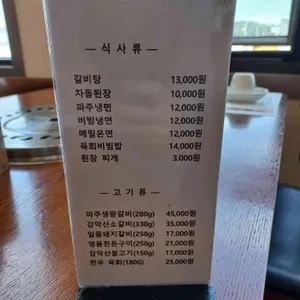 — 식 사 류 —
갈비탕 13,000원
차돌된장 10,000원
파주냉면 12,000원
비빔냉면 12,000원
메밀온면 12,000원
육회비빔밥 14,000원
된장 찌게 3,000원
— 고 기 류 —
파주생왕갈비(280g) 45,000원
감악산소갈비(330g) 35,000원
일품돼지갈비(250g) 17,000원
명품한돈구이(250g) 21,000원
감악산불고기(150g) 17,000원
한우 육회(180G) 25,000원